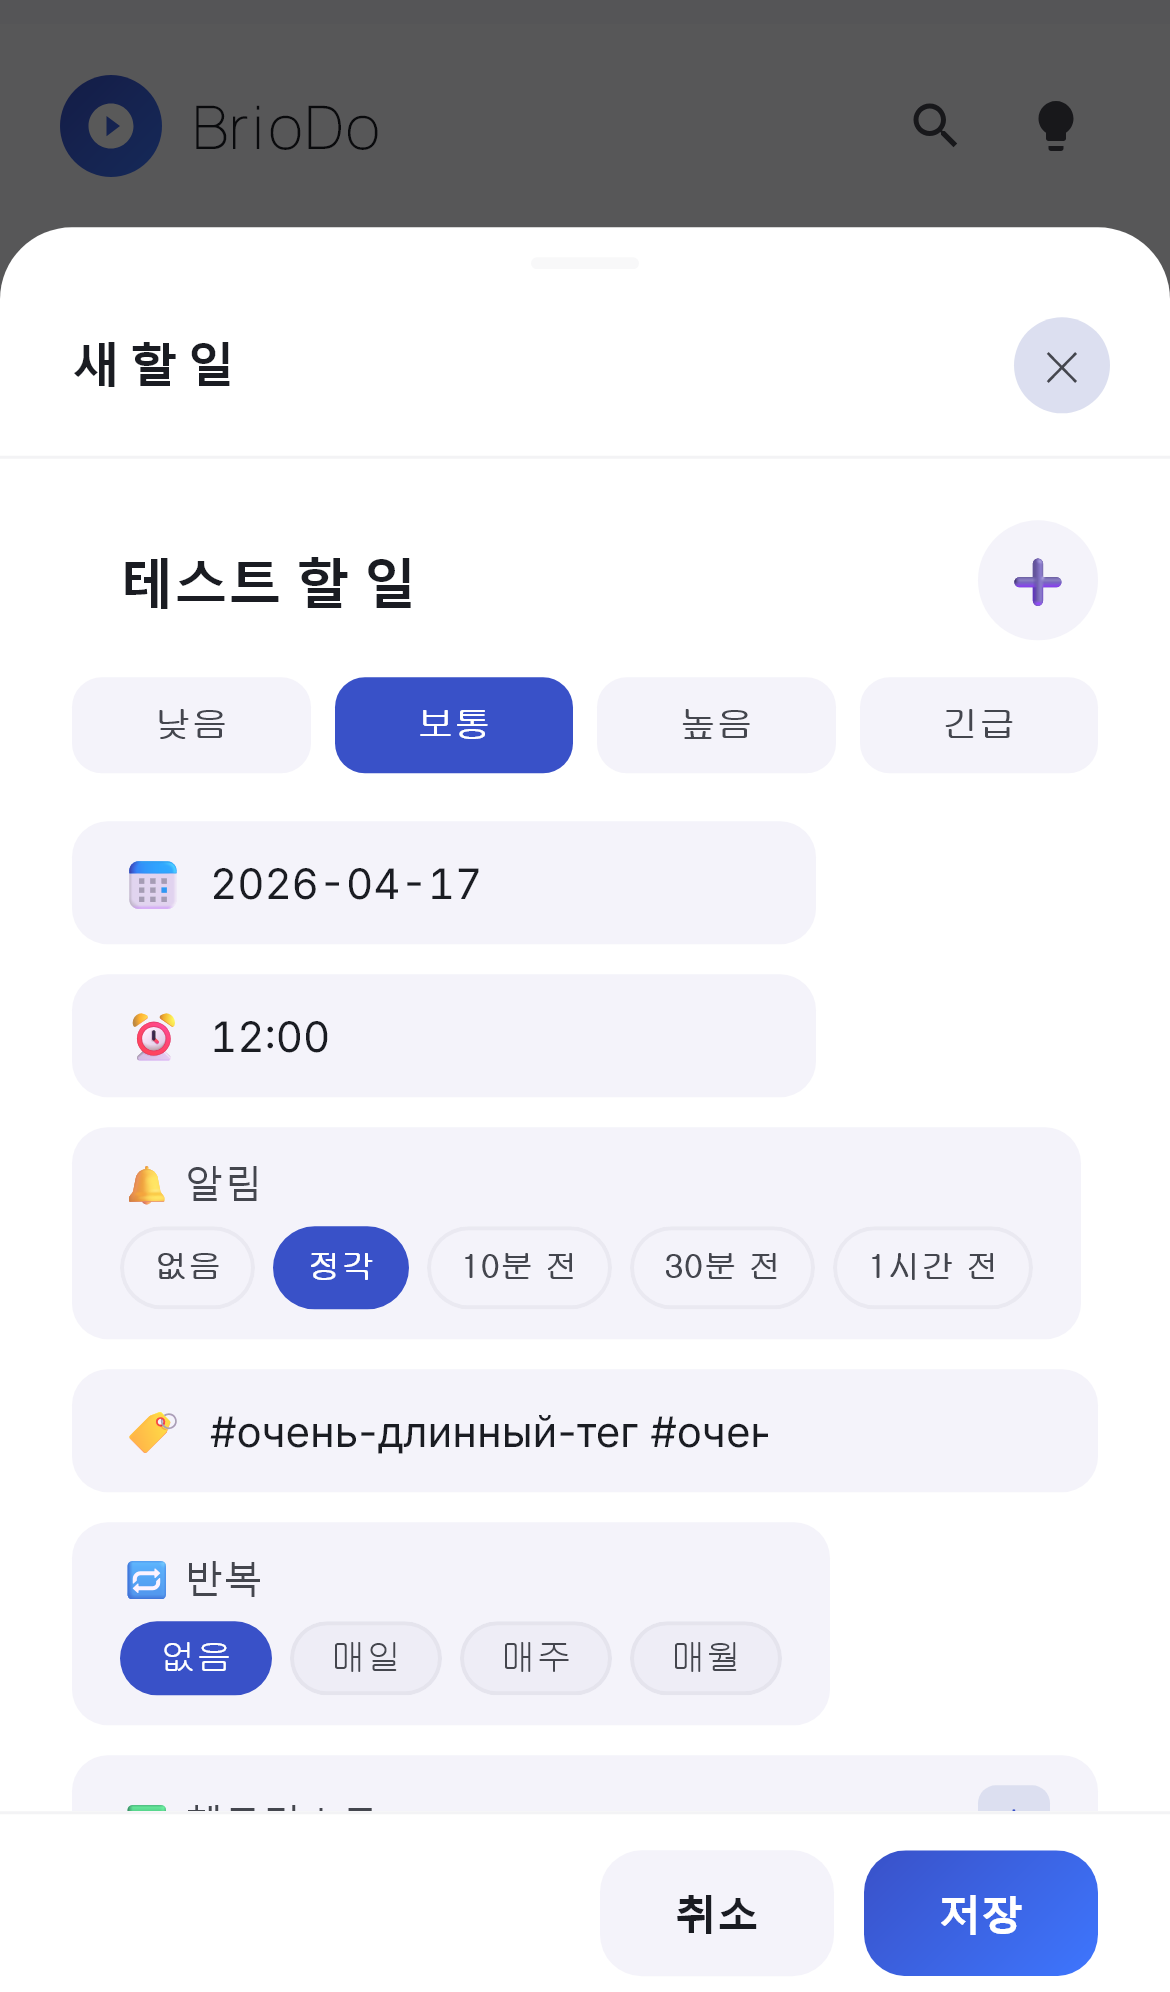 BrioDo
새 할 일
테스트 할 일
낮음 보통 높음 긴급
2026-04-17
12:00
알림
없음 정각 10분 전 30분 전 1시간 전
#очень-длинный-тег #очен
반복
없음 매일 매주 매월
취소 저장